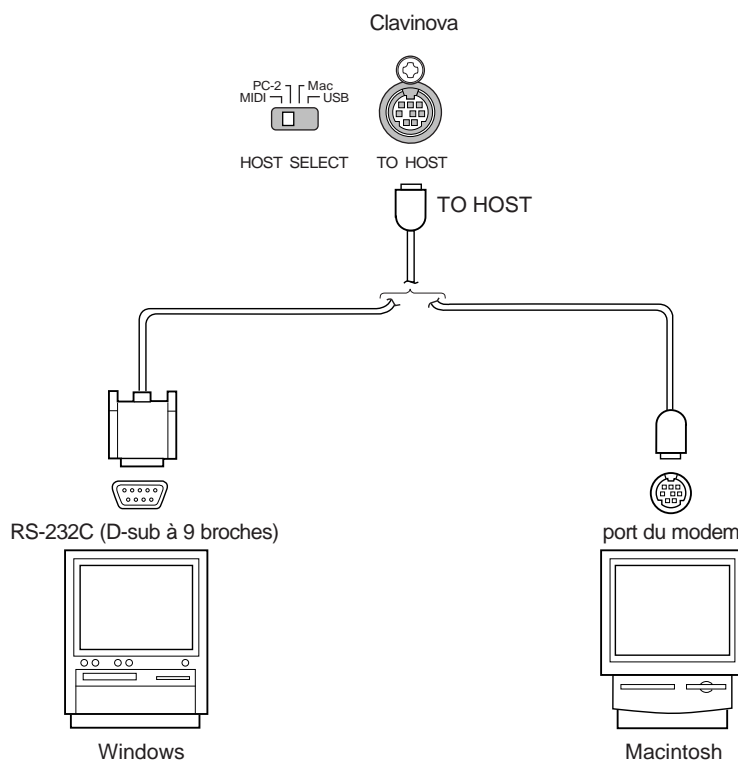 Clavinova
PC-2 Mac
MIDI USB
HOST SELECT TO HOST
TO HOST
RS-232C (D-sub à 9 broches)
port du modem
Windows
Macintosh